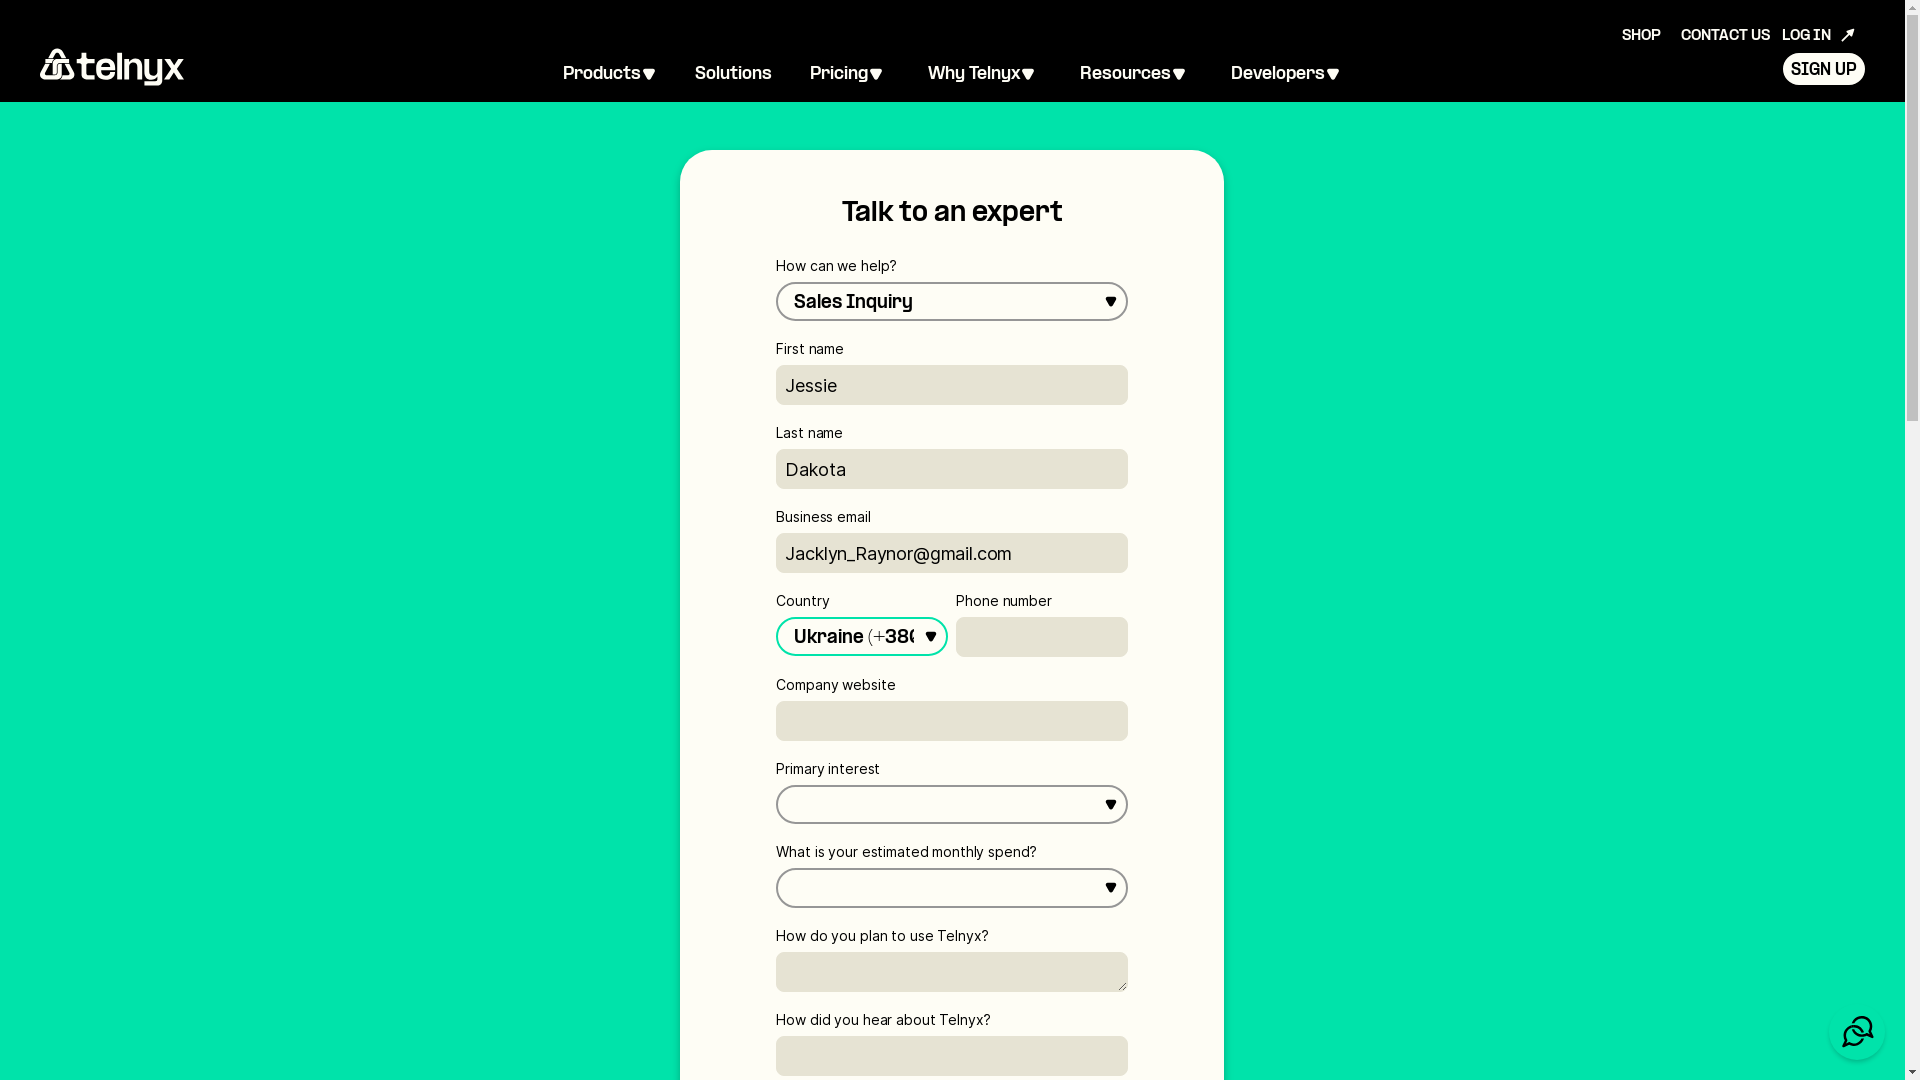 SHOP CONTACT US LOG IN
telnyx Products Solutions Pricing Why Telnyx Resources Developers SIGN UP
Talk to an expert
How can we help?
Sales Inquiry
First name
Jessie
Last name
Dakota
Business email
Jacklyn_Raynor@gmail.com
Country Phone number
Ukraine (+380
Company website
Primary interest
What is your estimated monthly spend?
How do you plan to use Telnyx?
How did you hear about Telnyx?